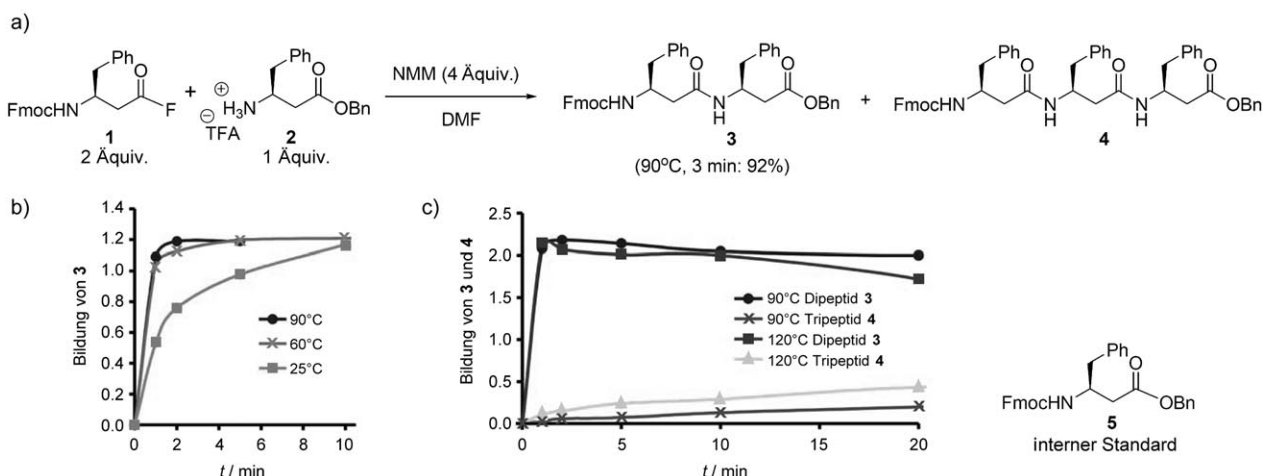 a)
Ph
O
FmocHN
F
1
2 Äquiv.
+
Ph
⊕
H3N
⊖
TFA
O
OBn
2
1 Äquiv.
NMM (4 Äquiv.)
DMF
Ph
O
Ph
O
FmocHN
N
H
OBn
3
(90°C, 3 min: 92%)
+
Ph
O
Ph
O
Ph
O
FmocHN
N
H
N
H
OBn
4
b)
Bildung von 3
1.4
1.2
1.0
0.8
0.6
0.4
0.2
0.0
90°C
60°C
25°C
0 2 4 6 8 10
t / min
c)
Bildung von 3 und 4
2.5
2.0
1.5
1.0
0.5
0.0
90°C Dipeptid 3
90°C Tripeptid 4
120°C Dipeptid 3
120°C Tripeptid 4
0 5 10 15 20
t / min
Ph
O
FmocHN
OBn
5
interner Standard